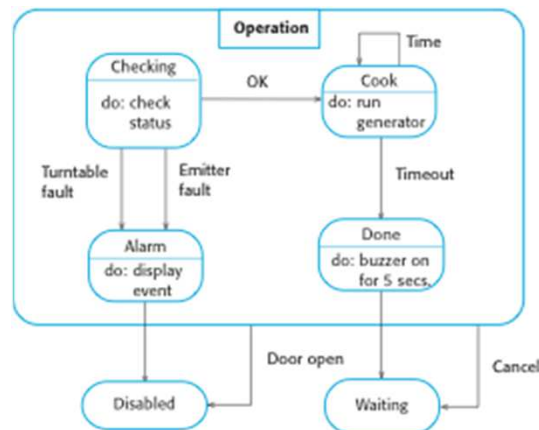 Operation
Time
Checking
do: check
status
OK
Cook
do: run
generator
Turntable
fault
Emitter
fault
Timeout
Alarm
do: display
event
Done
do: buzzer on
for 5 secs.
Door open
Cancel
Disabled
Waiting